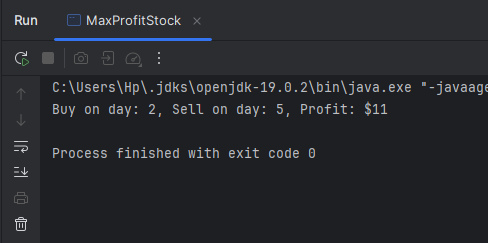 Run MaxProfitStock
C:\Users\Hp\.jdks\openjdk-19.0.2\bin\java.exe "-javaage
Buy on day: 2, Sell on day: 5, Profit: $11
Process finished with exit code 0